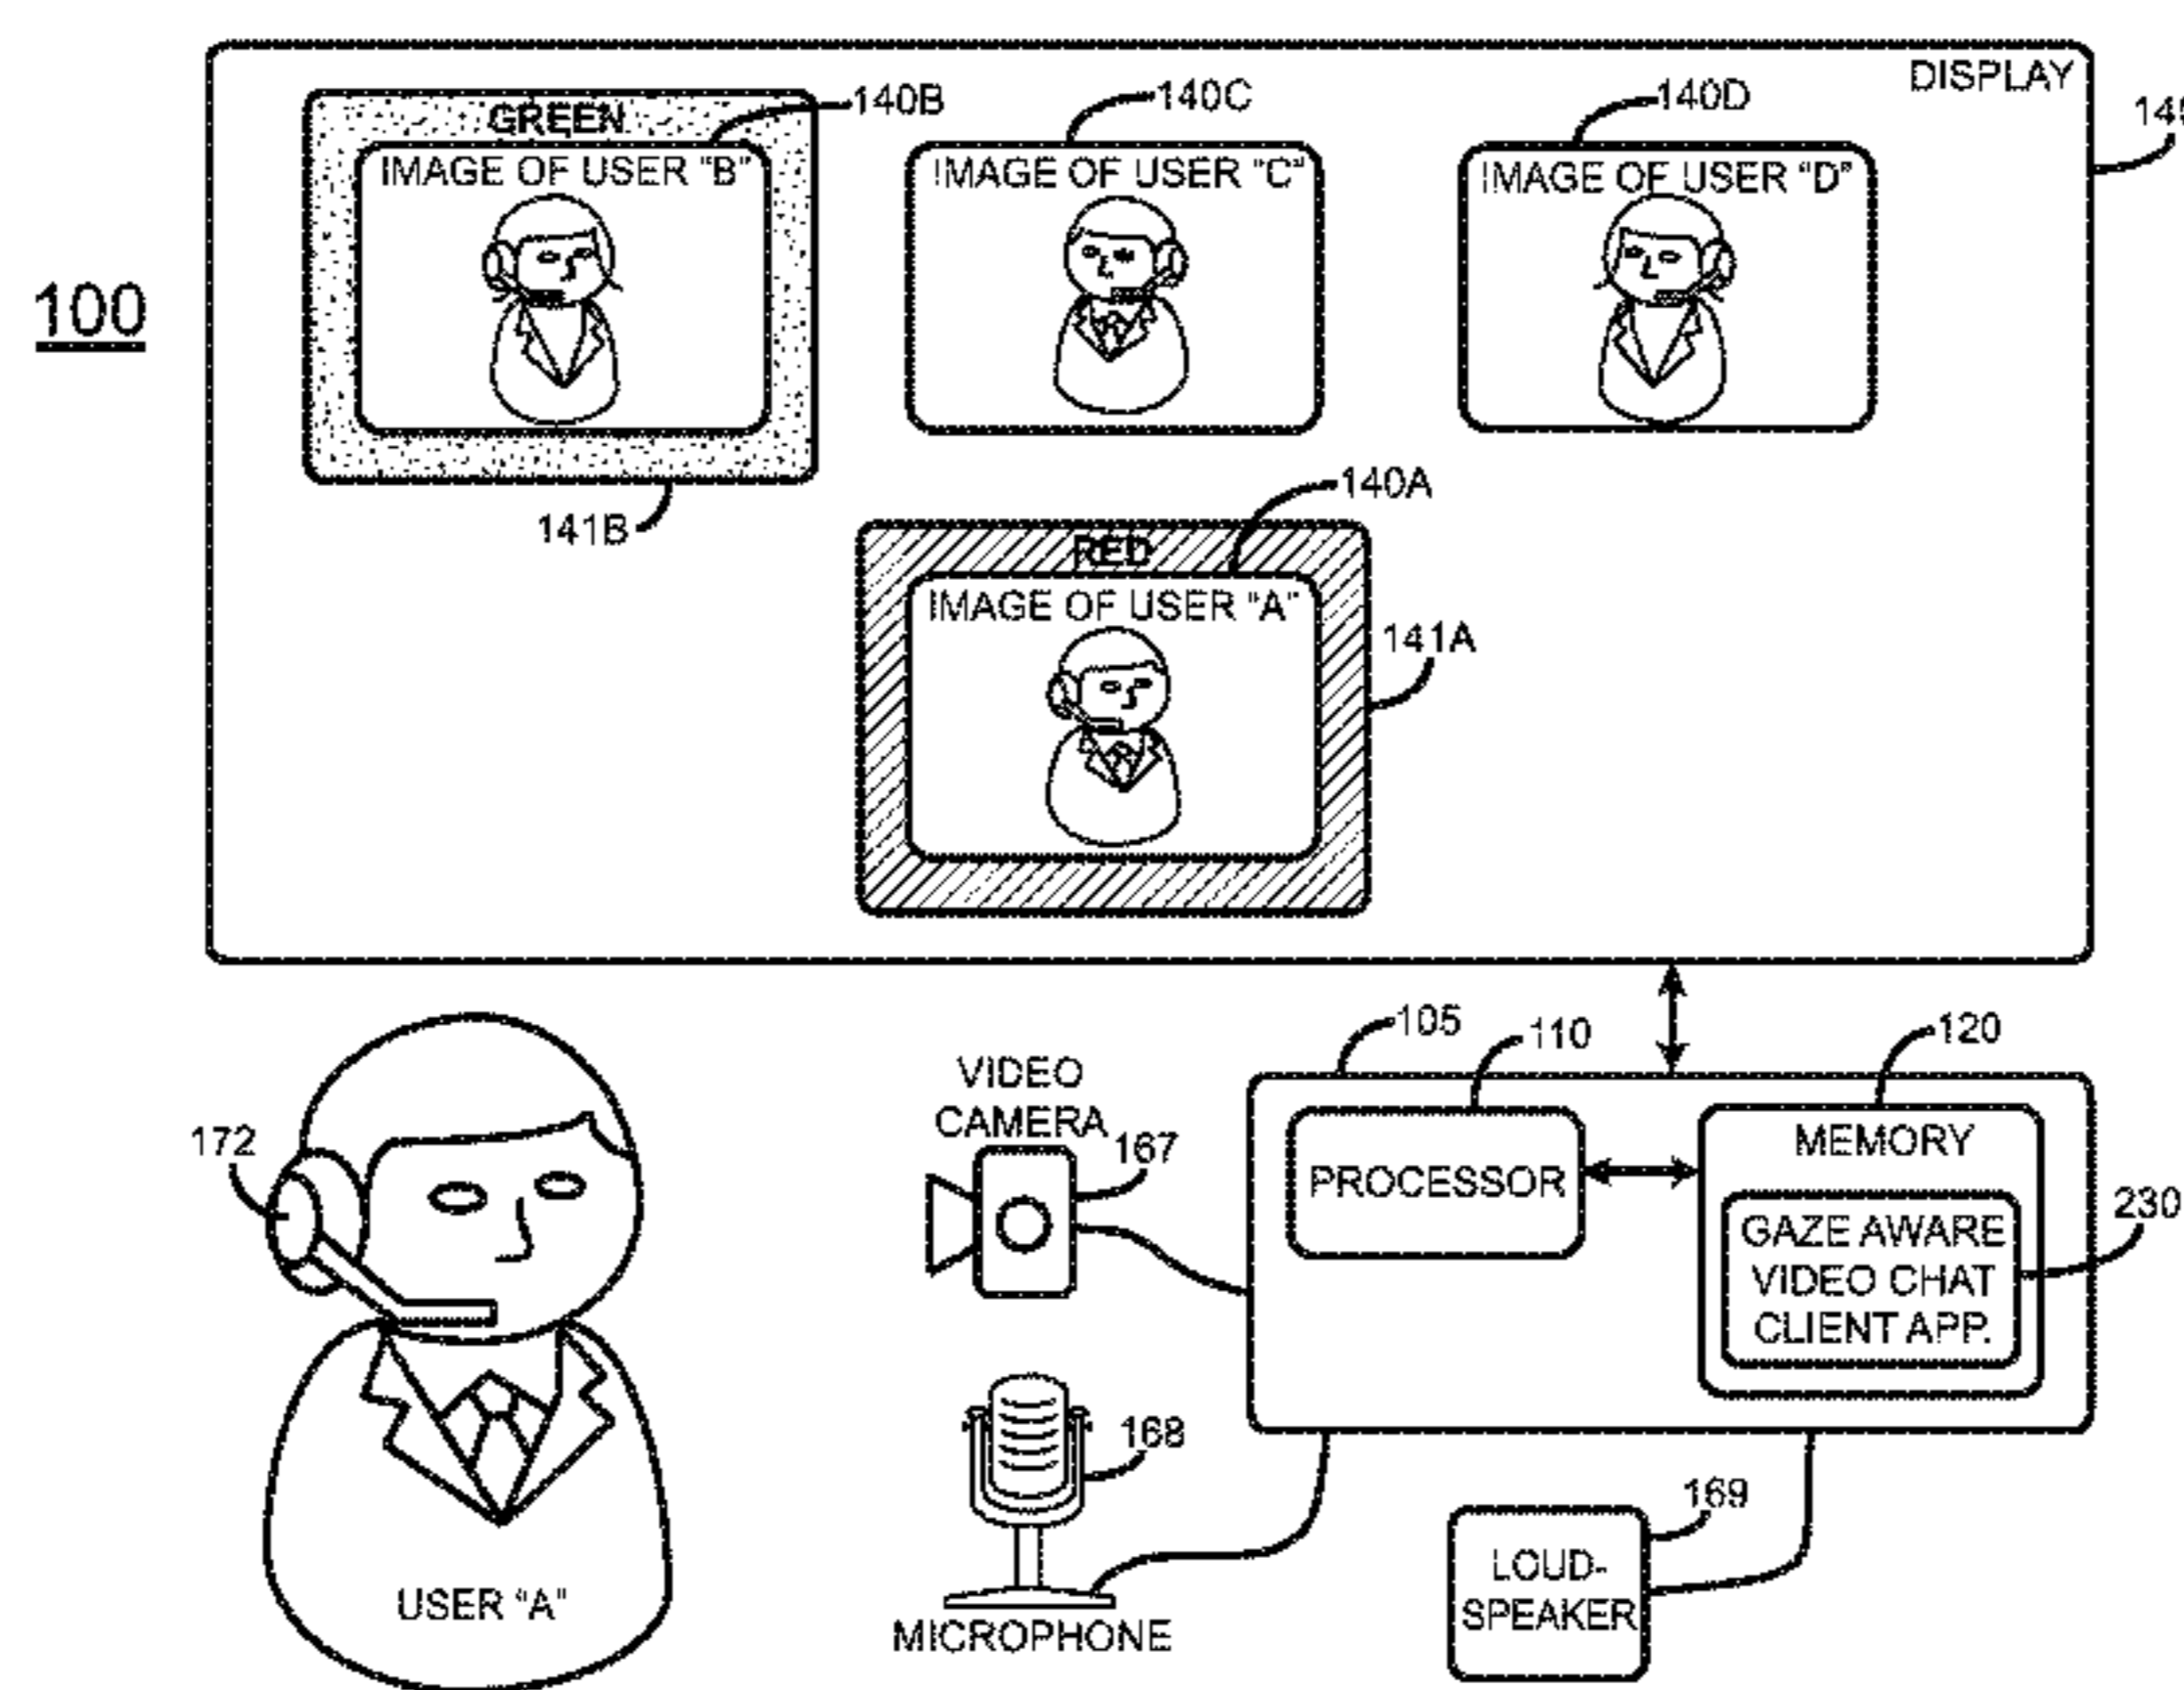 100
DISPLAY
GREEN
140B
140C
140D
IMAGE OF USER "B"
IMAGE OF USER "C"
IMAGE OF USER "D"
141B
140A
RED
IMAGE OF USER "A"
141A
105
110
120
VIDEO
CAMERA
167
172
PROCESSOR
MEMORY
GAZE AWARE
VIDEO CHAT
CLIENT APP.
230
168
169
LOUD-
SPEAKER
USER "A"
MICROPHONE